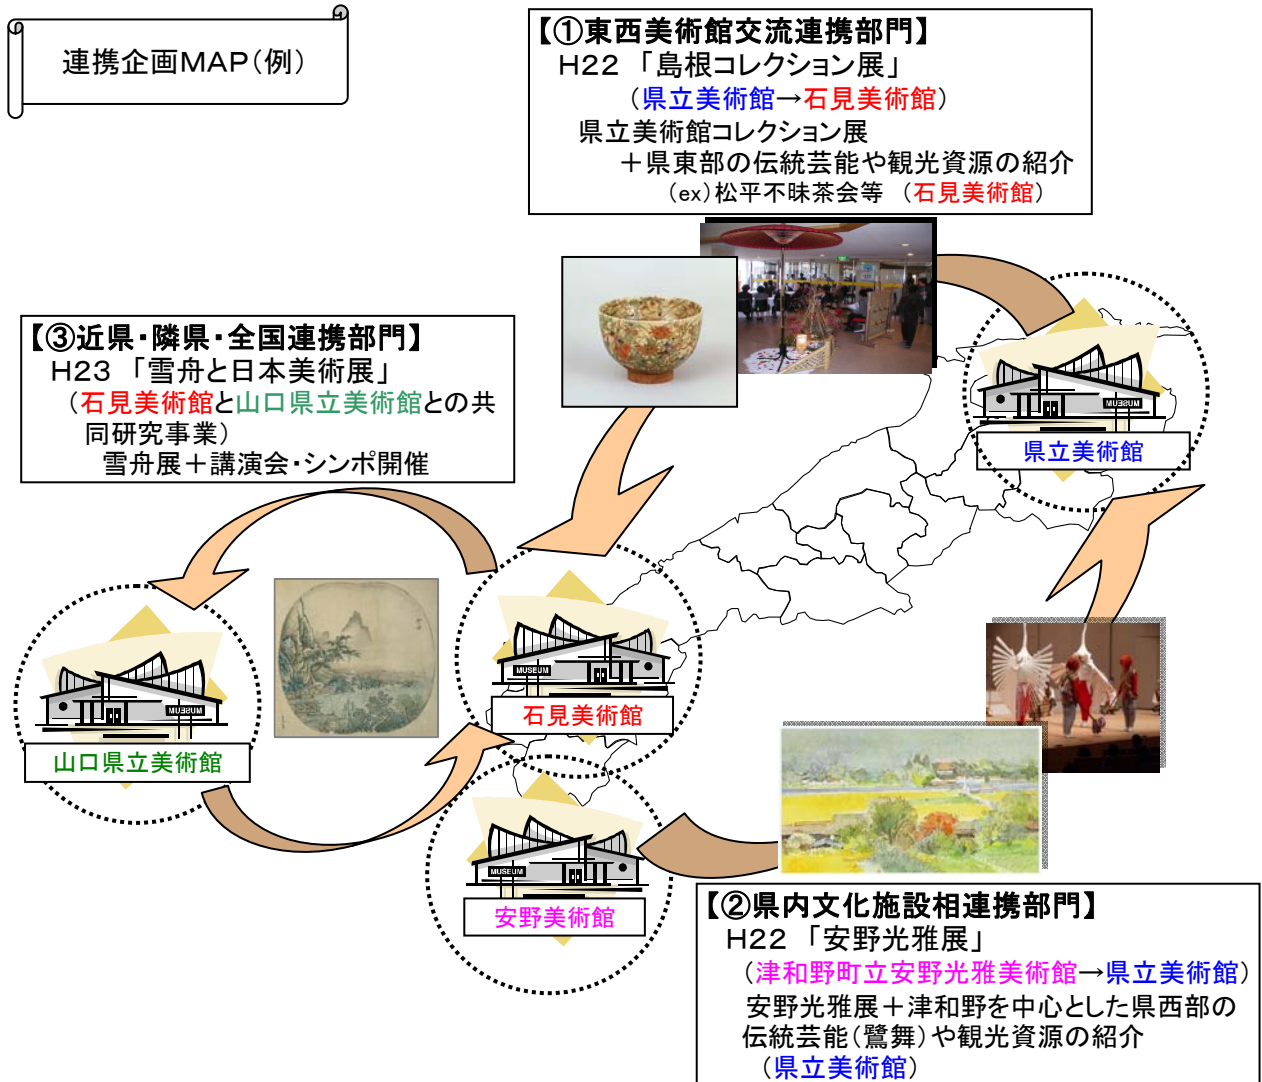 連携企画MAP（例）
【①東西美術館交流連携部門】
H22 「島根コレクション展」
（県立美術館→石見美術館）
県立美術館コレクション展
＋県東部の伝統芸能や観光資源の紹介
（ex）松平不昧茶会等 （石見美術館）
【③近県・隣県・全国連携部門】
H23 「雪舟と日本美術展」
（石見美術館と山口県立美術館との共
同研究事業）
雪舟展＋講演会・シンポ開催
MUSEUM
県立美術館
MUSEUM
石見美術館
MUSEUM
山口県立美術館
MUSEUM
安野美術館
【②県内文化施設相連携部門】
H22 「安野光雅展」
（津和野町立安野光雅美術館→県立美術館）
安野光雅展＋津和野を中心とした県西部の
伝統芸能（鷺舞）や観光資源の紹介
（県立美術館）